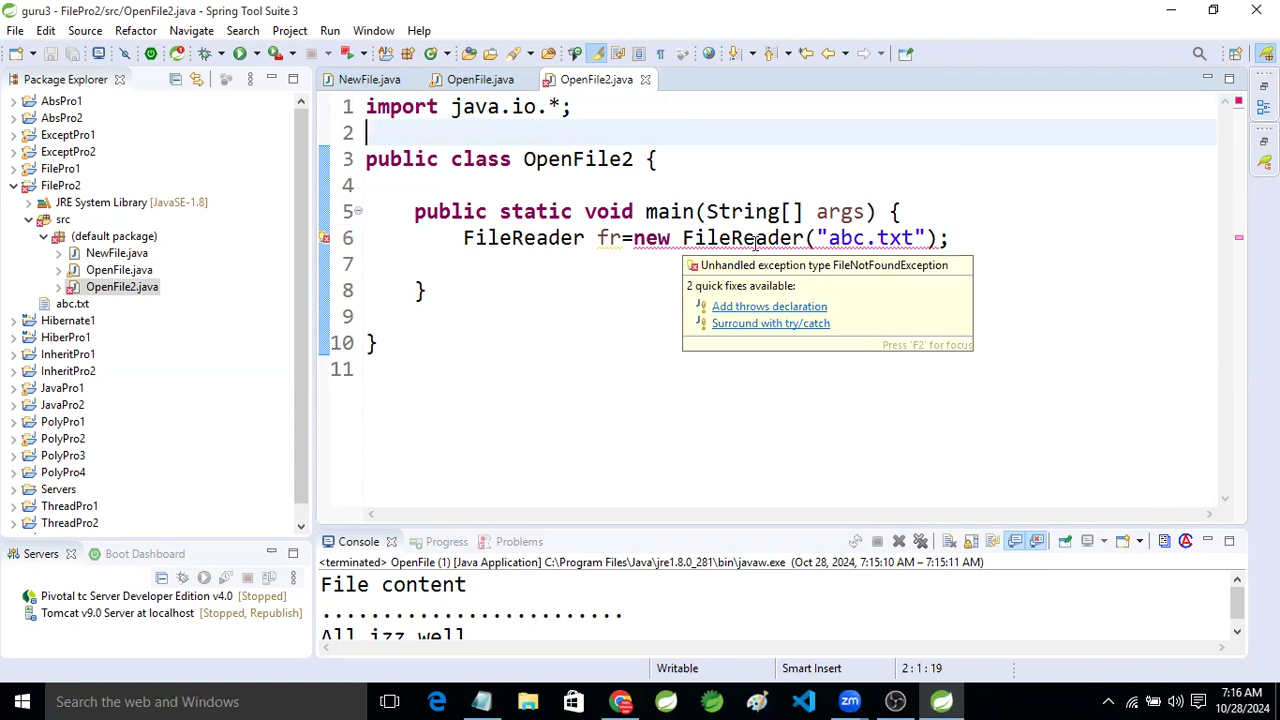 guru3 - FilePro2/src/OpenFile2.java - Spring Tool Suite 3
File Edit Source Refactor Navigate Search Project Run Window Help
Package Explorer
NewFile.java OpenFile.java OpenFile2.java
AbsPro1
AbsPro2
ExceptPro1
ExceptPro2
FilePro1
FilePro2
JRE System Library [JavaSE-1.8]
src
(default package)
NewFile.java
OpenFile.java
OpenFile2.java
abc.txt
Hibernate1
HiberPro1
InheritPro1
InheritPro2
JavaPro1
JavaPro2
PolyPro1
PolyPro2
PolyPro3
PolyPro4
Servers
ThreadPro1
ThreadPro2
1 import java.io.*;
2
3 public class OpenFile2 {
4
5 public static void main(String[] args) {
6 FileReader fr=new FileReader("abc.txt");
7
8 }
9
10 }
11
Unhandled exception type FileNotFoundException
2 quick fixes available:
Add throws declaration
Surround with try/catch
Press 'F2' for focus
Servers Boot Dashboard
Pivotal tc Server Developer Edition v4.0 [Stopped]
Tomcat v9.0 Server at localhost [Stopped, Republish]
Console Progress Problems
<terminated> OpenFile (1) [Java Application] C:\Program Files\Java\jre1.8.0_281\bin\javaw.exe (Oct 28, 2024, 7:15:10 AM – 7:15:11 AM)
File content
.........................
All izz well
Writable Smart Insert 2 : 1 : 19
Search the web and Windows
7:16 AM
10/28/2024